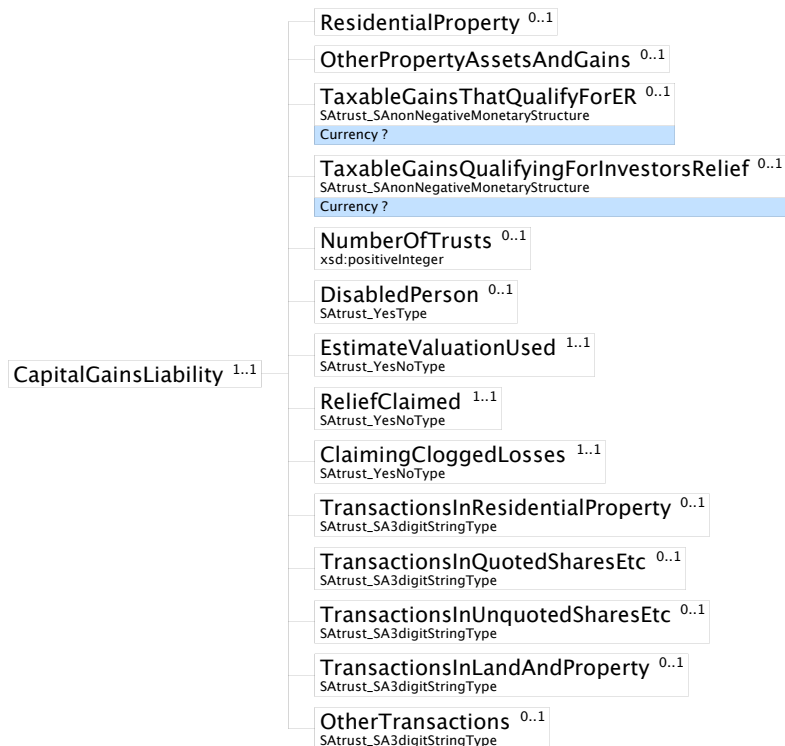 ResidentialProperty 0..1
OtherPropertyAssetsAndGains 0..1
TaxableGainsThatQualifyForER 0..1
SAtrust_SAnonNegativeMonetaryStructure
Currency ?
TaxableGainsQualifyingForInvestorsRelief 0..1
SAtrust_SAnonNegativeMonetaryStructure
Currency ?
NumberOfTrusts 0..1
xsd:positiveInteger
DisabledPerson 0..1
SAtrust_YesType
EstimateValuationUsed 1..1
SAtrust_YesNoType
CapitalGainsLiability 1..1
ReliefClaimed 1..1
SAtrust_YesNoType
ClaimingCloggedLosses 1..1
SAtrust_YesNoType
TransactionsInResidentialProperty 0..1
SAtrust_SA3digitStringType
TransactionsInQuotedSharesEtc 0..1
SAtrust_SA3digitStringType
TransactionsInUnquotedSharesEtc 0..1
SAtrust_SA3digitStringType
TransactionsInLandAndProperty 0..1
SAtrust_SA3digitStringType
OtherTransactions 0..1
SAtrust_SA3digitStringType